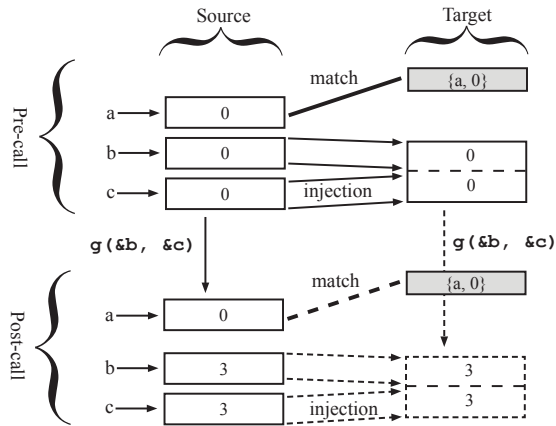 Source Target
match {a, 0}
Pre-call
a 0
b 0 0
c 0 injection 0
g(&b, &c) g(&b, &c)
match {a, 0}
Post-call
a 0
b 3 3
c 3 injection 3